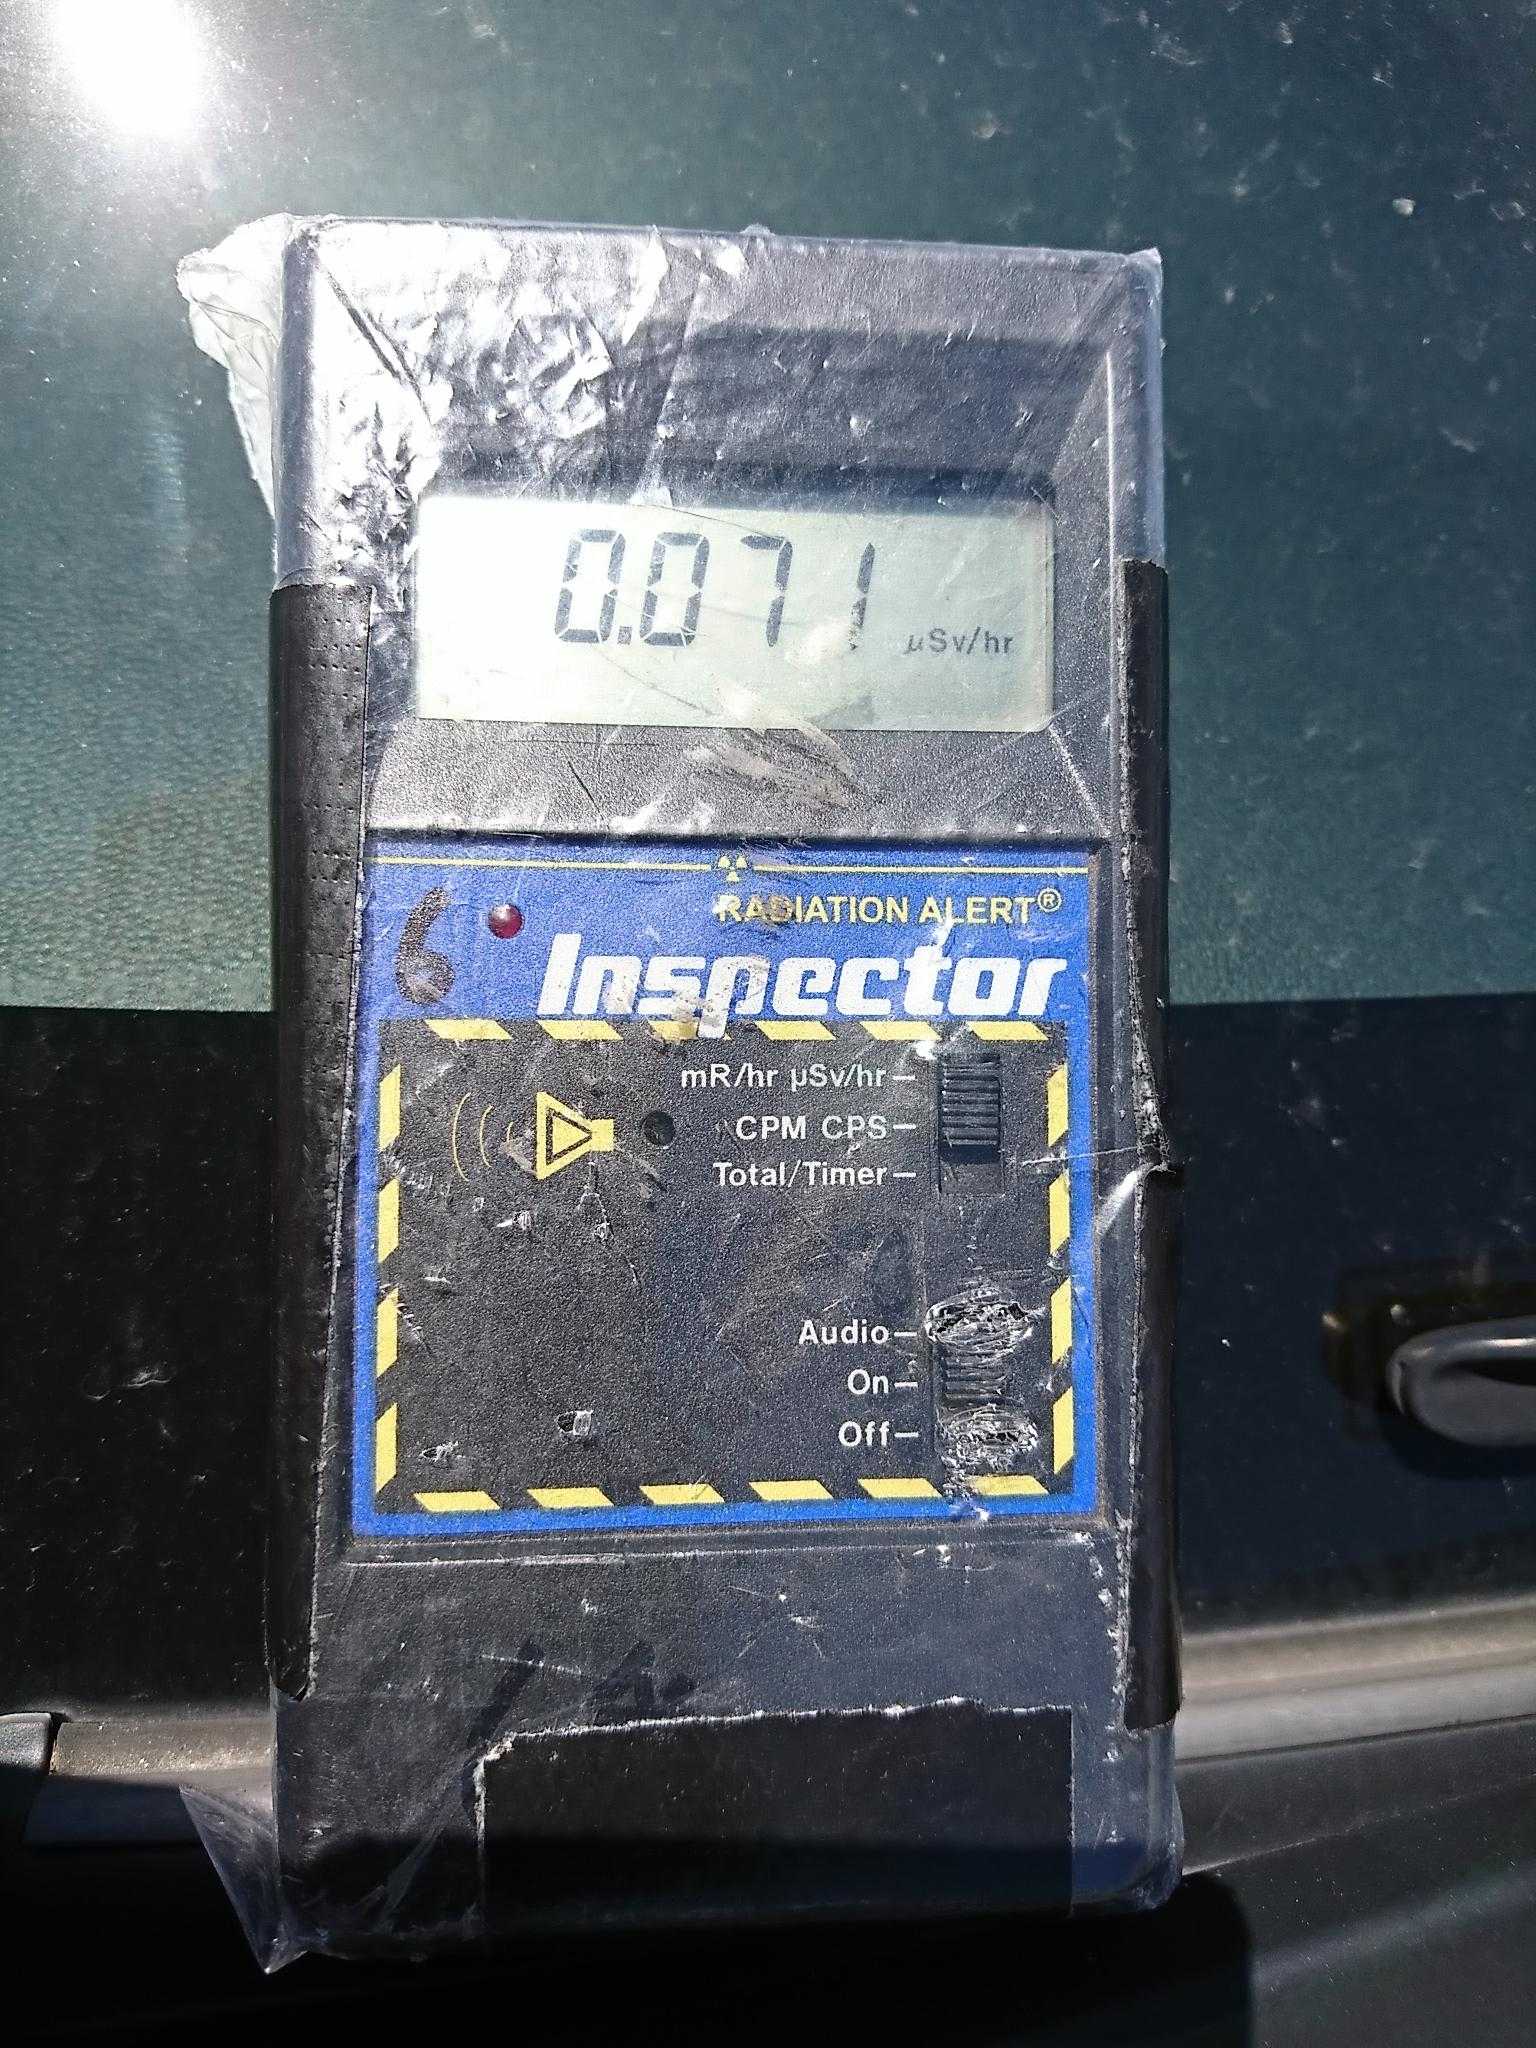 0.071 µSv/hr
6
RADIATION ALERT®
Inspector
mR/hr µSv/hr
CPM CPS
Total/Timer
Audio
On
Off